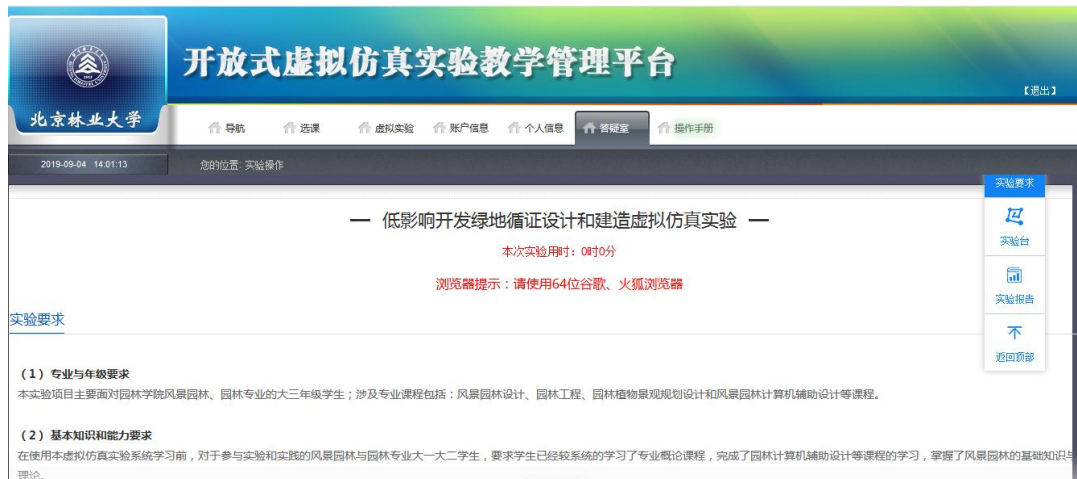 开放式虚拟仿真实验教学管理平台
【退出】
北京林业大学
导航 选课 虚拟实验 账户信息 个人信息 答疑室 操作手册
2019-09-04 14:01:13
您的位置: 实验操作
实验要求
— 低影响开发绿地循证设计和建造虚拟仿真实验 —
实验台
本次实验用时：0时0分
浏览器提示：请使用64位谷歌、火狐浏览器
实验报告
实验要求
返回顶部
（1）专业与年级要求
本实验项目主要面对园林学院风景园林、园林专业的大三年级学生；涉及专业课程包括：风景园林设计、园林工程、园林植物景观规划设计和风景园林计算机辅助设计等课程。
（2）基本知识和能力要求
在使用本虚拟仿真实验系统学习前，对于参与实验和实践的风景园林与园林专业大一大二学生，要求学生已经较系统的学习了专业概论课程，完成了园林计算机辅助设计等课程的学习，掌握了风景园林的基础知识与
理论。